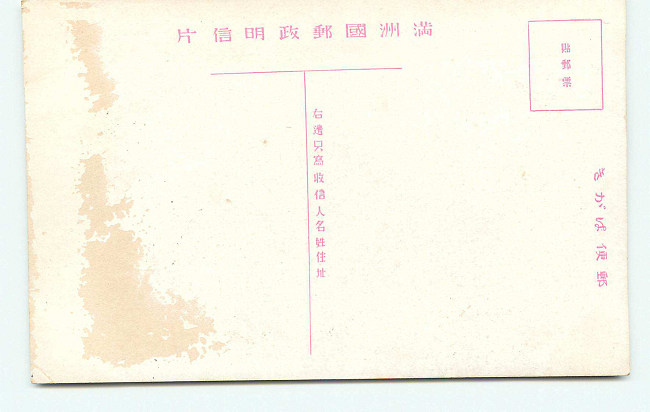 滿洲國郵政明信片
貼郵票
右邊只寫收信人名姓住址
郵便はがき